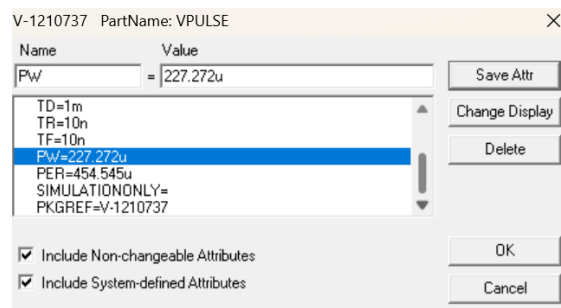 V-1210737 PartName: VPULSE
Name Value
PW = 227.272u
Save Attr
TD=1m
TR=10n
TF=10n
PW=227.272u
PER=454.545u
SIMULATIONONLY=
PKGREF=V-1210737
Change Display
Delete
Include Non-changeable Attributes
Include System-defined Attributes
OK
Cancel